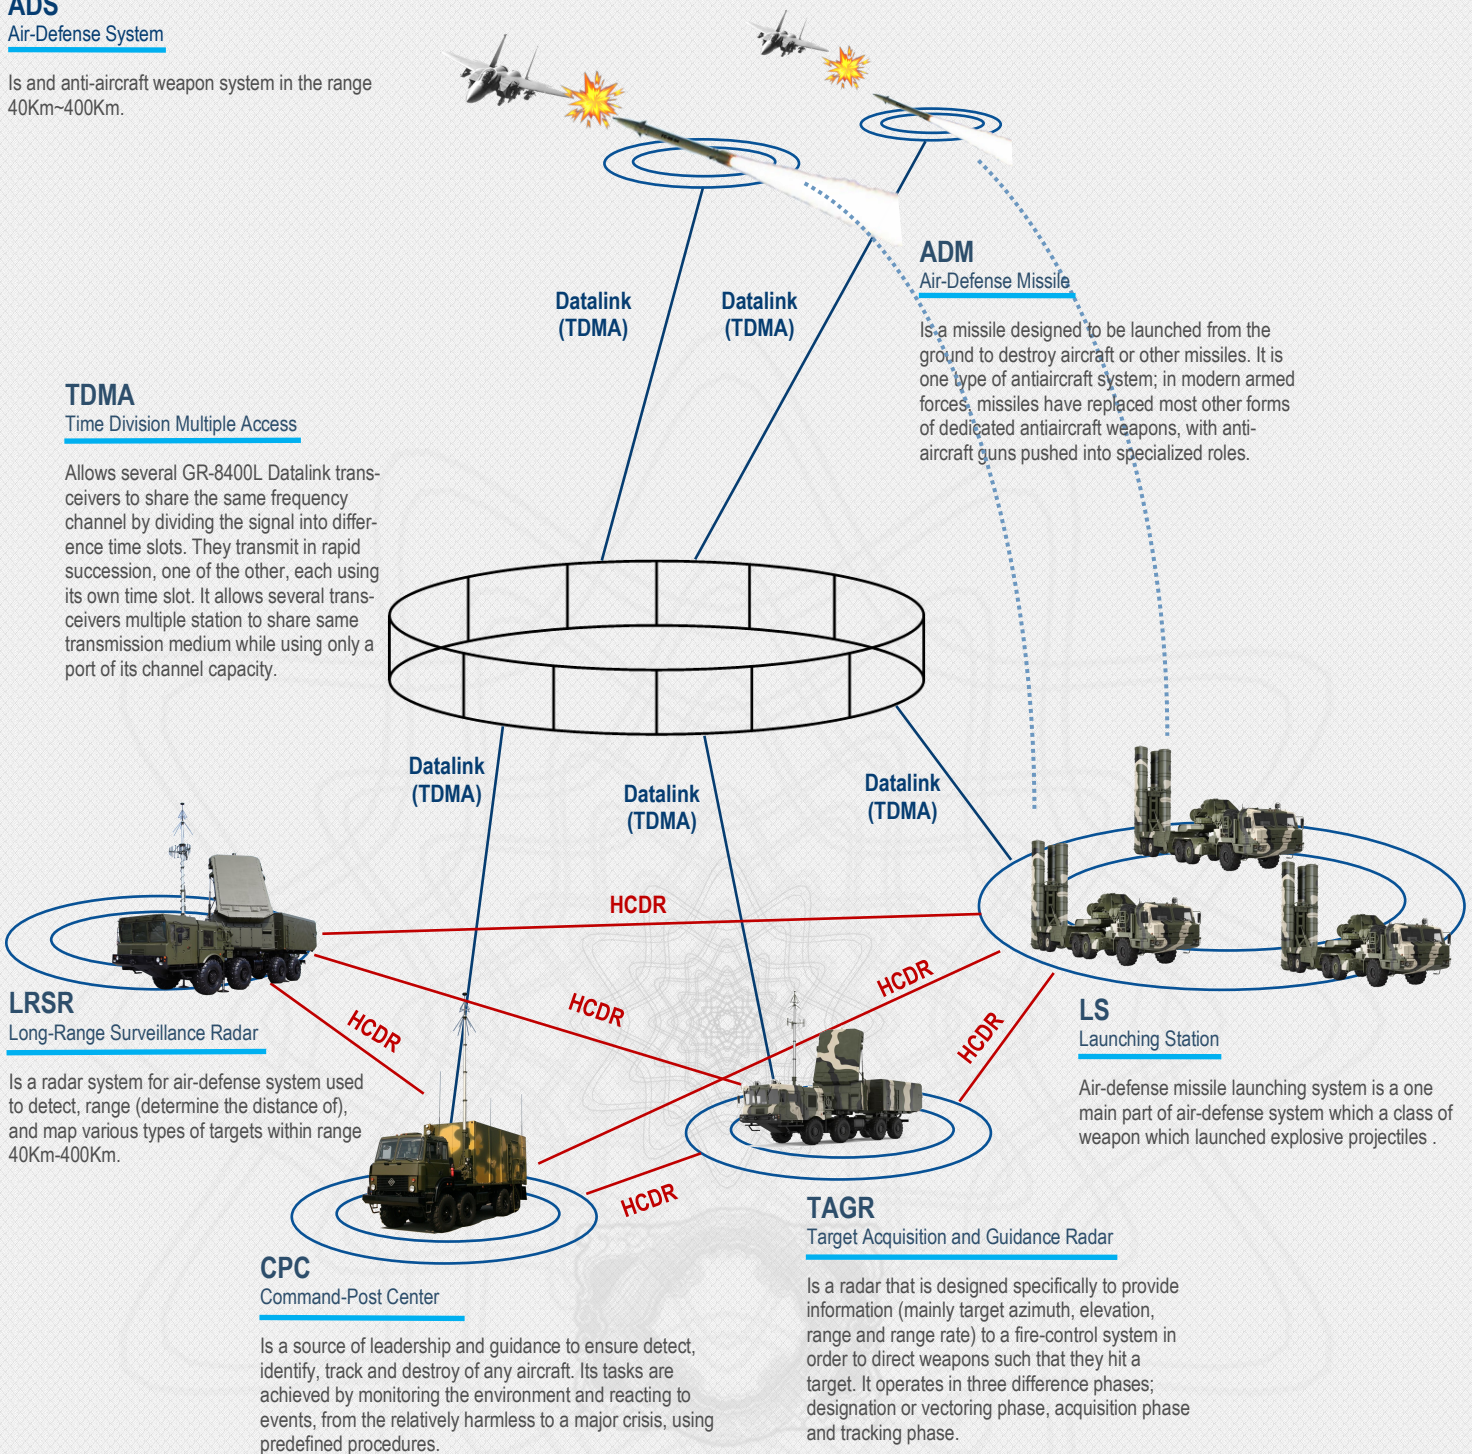 ADS
Air-Defense System
Is and anti-aircraft weapon system in the range
40Km~400Km.
Datalink
(TDMA)
Datalink
(TDMA)
ADM
Air-Defense Missile
Is a missile designed to be launched from the
ground to destroy aircraft or other missiles. It is
one type of antiaircraft system; in modern armed
forces, missiles have replaced most other forms
of dedicated antiaircraft weapons, with anti-
aircraft guns pushed into specialized roles.
TDMA
Time Division Multiple Access
Allows several GR-8400L Datalink trans-
ceivers to share the same frequency
channel by dividing the signal into differ-
ence time slots. They transmit in rapid
succession, one of the other, each using
its own time slot. It allows several trans-
ceivers multiple station to share same
transmission medium while using only a
port of its channel capacity.
Datalink
(TDMA)
Datalink
(TDMA)
Datalink
(TDMA)
HCDR
HCDR
HCDR
HCDR
HCDR
HCDR
LRSR
Long-Range Surveillance Radar
Is a radar system for air-defense system used
to detect, range (determine the distance of),
and map various types of targets within range
40Km-400Km.
LS
Launching Station
Air-defense missile launching system is a one
main part of air-defense system which a class of
weapon which launched explosive projectiles .
CPC
Command-Post Center
Is a source of leadership and guidance to ensure detect,
identify, track and destroy of any aircraft. Its tasks are
achieved by monitoring the environment and reacting to
events, from the relatively harmless to a major crisis, using
predefined procedures.
TAGR
Target Acquisition and Guidance Radar
Is a radar that is designed specifically to provide
information (mainly target azimuth, elevation,
range and range rate) to a fire-control system in
order to direct weapons such that they hit a
target. It operates in three difference phases;
designation or vectoring phase, acquisition phase
and tracking phase.